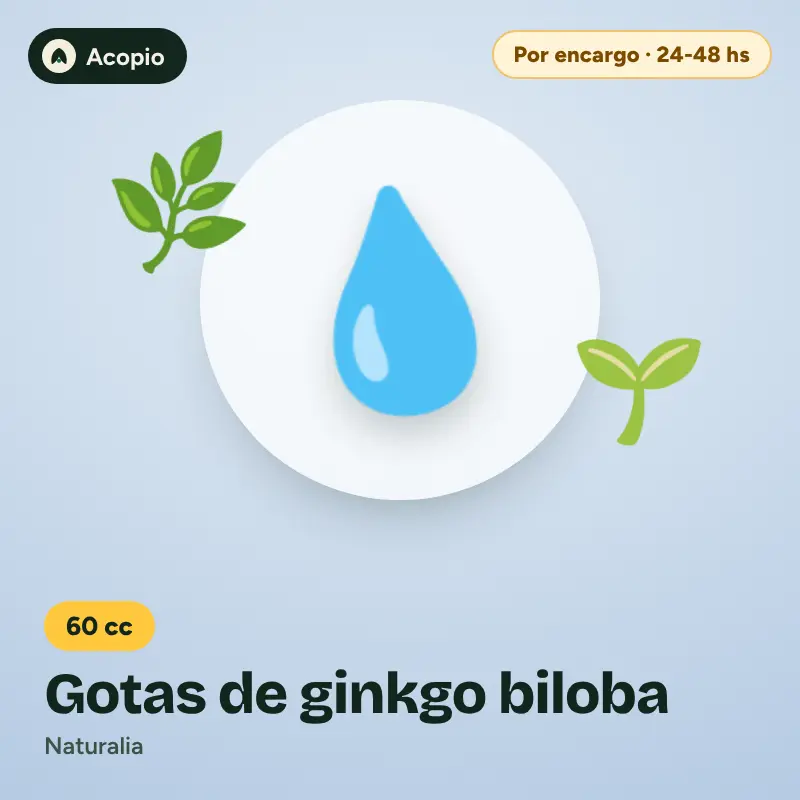 Acopio
Por encargo · 24-48 hs
60 cc
Gotas de ginkgo biloba
Naturalia